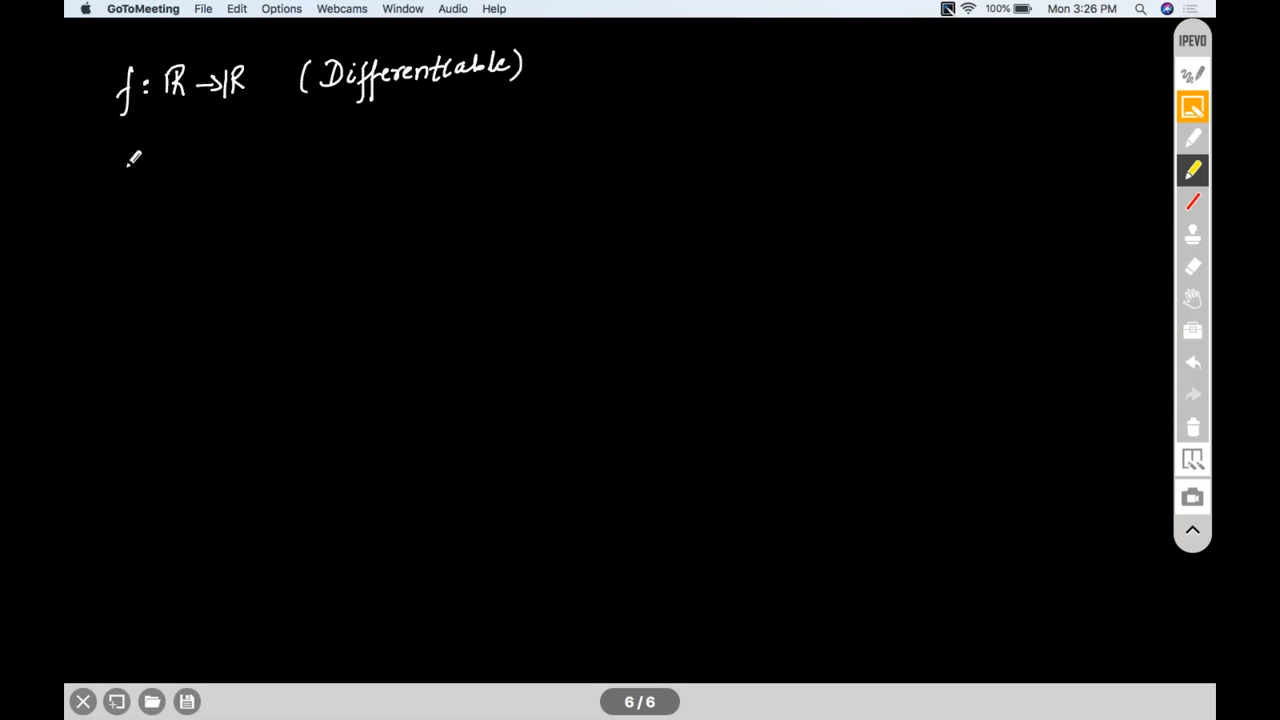 GoToMeeting File Edit Options Webcams Window Audio Help 100% Mon 3:26 PM
IPEVO
f : ℝ → ℝ (Differentiable)
6 / 6